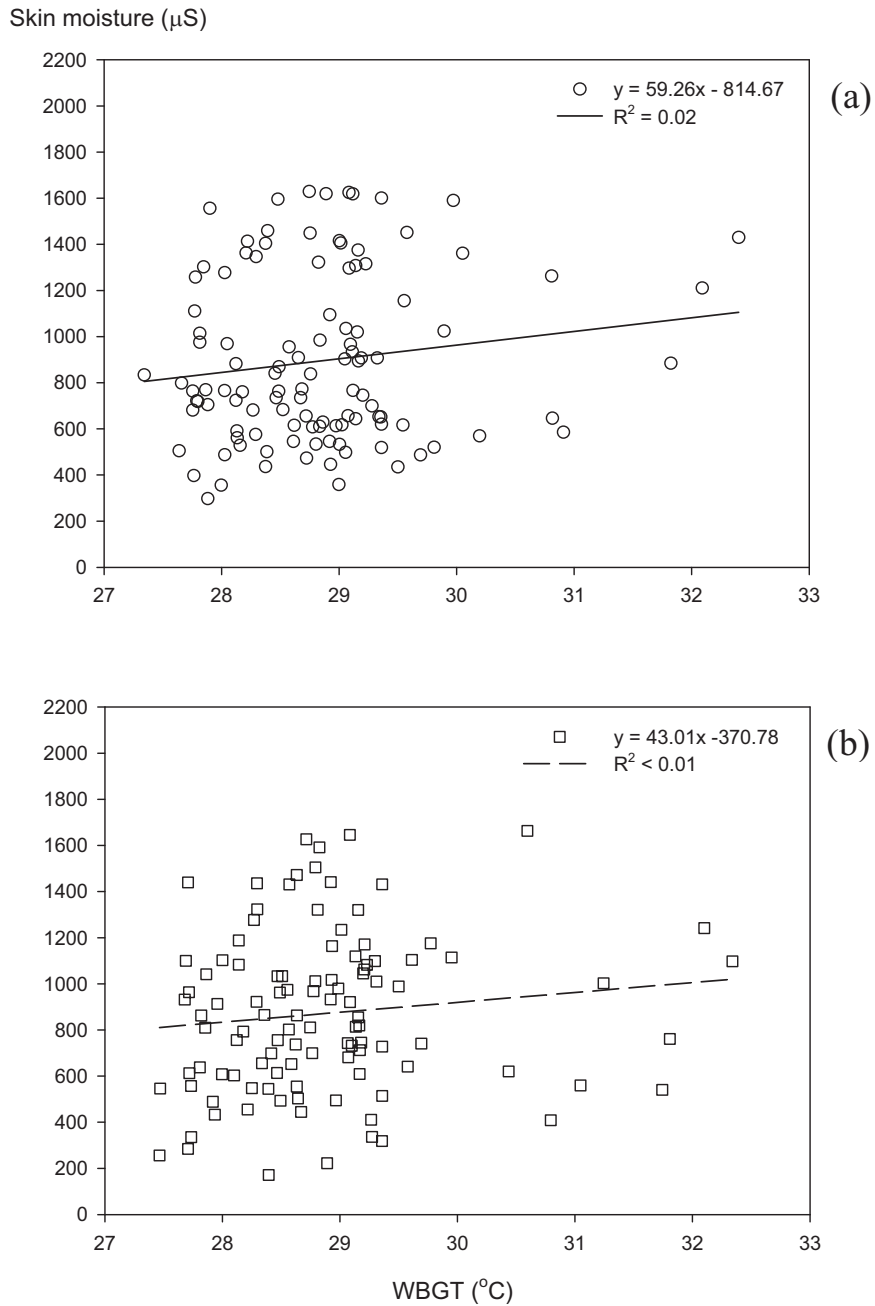 Skin moisture (μS)
2200
2000
1800
1600
1400
1200
1000
800
600
400
200
0
27 28 29 30 31 32 33
y = 59.26x - 814.67
R² = 0.02
(a)
2200
2000
1800
1600
1400
1200
1000
800
600
400
200
0
27 28 29 30 31 32 33
y = 43.01x -370.78
R² < 0.01
(b)
WBGT (°C)